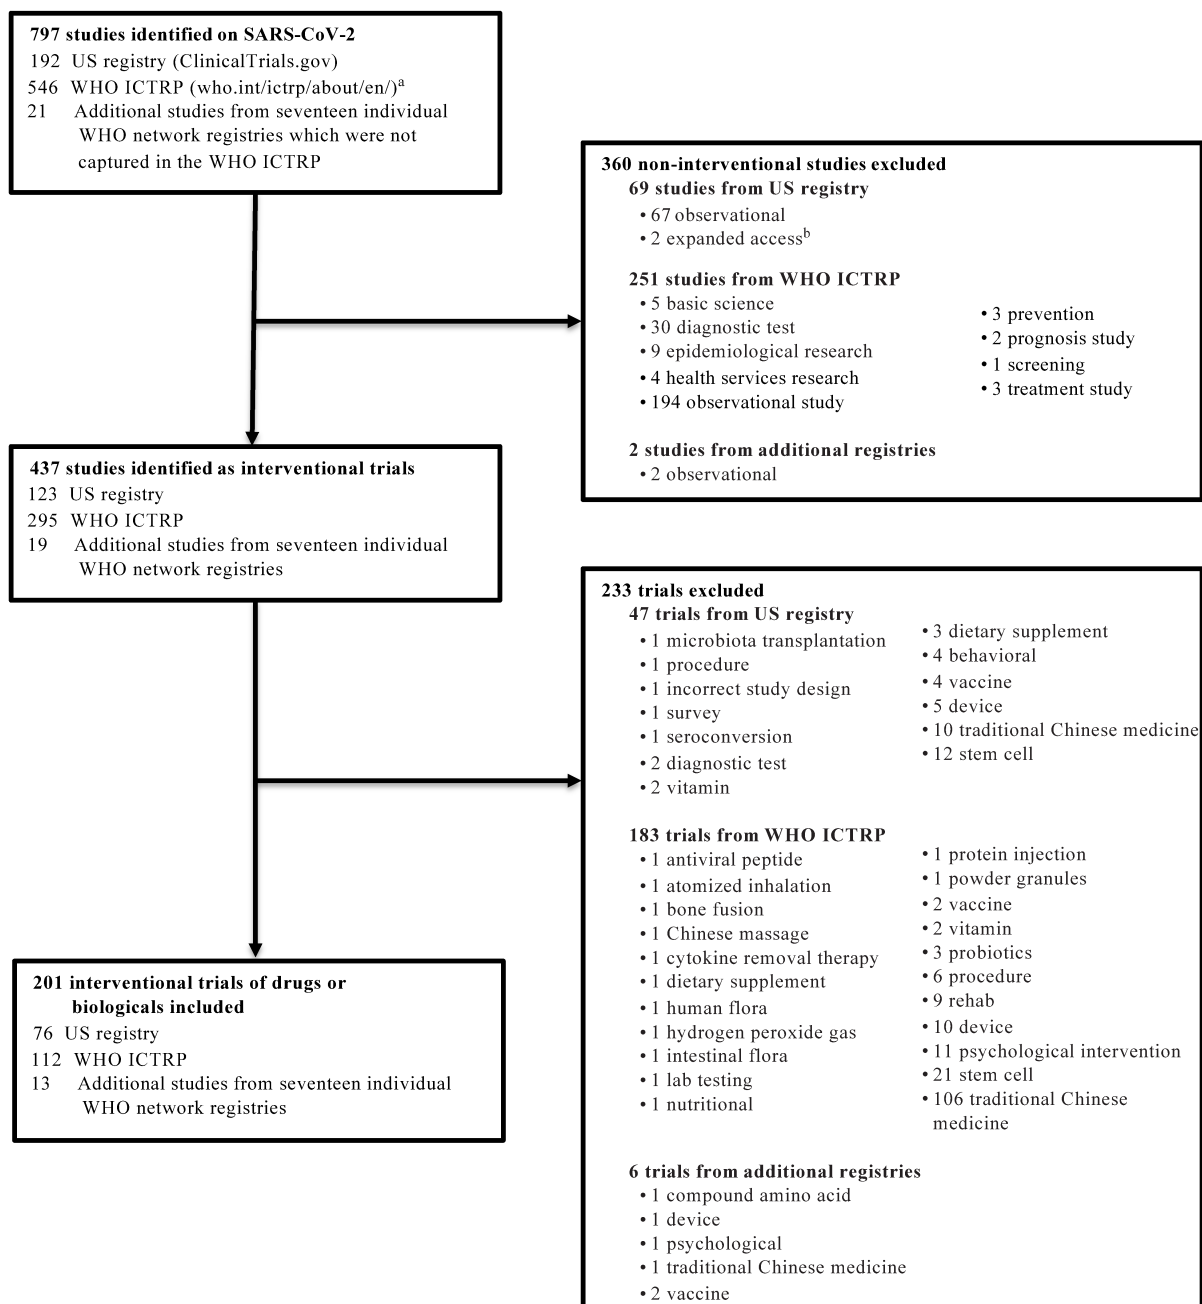 797 studies identified on SARS-CoV-2
192 US registry (ClinicalTrials.gov)
546 WHO ICTRP (who.int/ictrp/about/en/)ᵃ
21 Additional studies from seventeen individual
WHO network registries which were not
captured in the WHO ICTRP
360 non-interventional studies excluded
69 studies from US registry
• 67 observational
• 2 expanded accessᵇ
251 studies from WHO ICTRP
• 5 basic science
• 30 diagnostic test
• 9 epidemiological research
• 4 health services research
• 194 observational study
• 3 prevention
• 2 prognosis study
• 1 screening
• 3 treatment study
2 studies from additional registries
• 2 observational
437 studies identified as interventional trials
123 US registry
295 WHO ICTRP
19 Additional studies from seventeen individual
WHO network registries
233 trials excluded
47 trials from US registry
• 1 microbiota transplantation
• 1 procedure
• 1 incorrect study design
• 1 survey
• 1 seroconversion
• 2 diagnostic test
• 2 vitamin
• 3 dietary supplement
• 4 behavioral
• 4 vaccine
• 5 device
• 10 traditional Chinese medicine
• 12 stem cell
183 trials from WHO ICTRP
• 1 antiviral peptide
• 1 atomized inhalation
• 1 bone fusion
• 1 Chinese massage
• 1 cytokine removal therapy
• 1 dietary supplement
• 1 human flora
• 1 hydrogen peroxide gas
• 1 intestinal flora
• 1 lab testing
• 1 nutritional
• 1 protein injection
• 1 powder granules
• 2 vaccine
• 2 vitamin
• 3 probiotics
• 6 procedure
• 9 rehab
• 10 device
• 11 psychological intervention
• 21 stem cell
• 106 traditional Chinese
medicine
6 trials from additional registries
• 1 compound amino acid
• 1 device
• 1 psychological
• 1 traditional Chinese medicine
• 2 vaccine
201 interventional trials of drugs or
biologicals included
76 US registry
112 WHO ICTRP
13 Additional studies from seventeen individual
WHO network registries